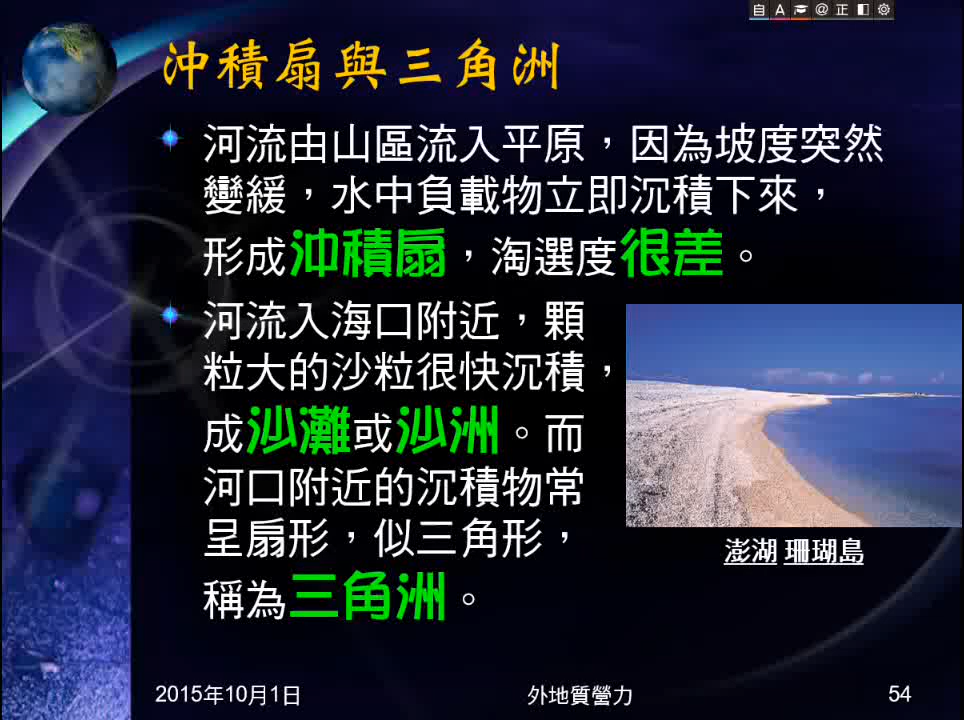 自 A @ 正
沖積扇與三角洲
河流由山區流入平原，因為坡度突然
變緩，水中負載物立即沉積下來，
形成沖積扇，淘選度很差。
河流入海口附近，顆
粒大的沙粒很快沉積，
成沙灘或沙洲。而
河口附近的沉積物常
呈扇形，似三角形，
稱為三角洲。
澎湖 珊瑚島
2015年10月1日
外地質營力
54